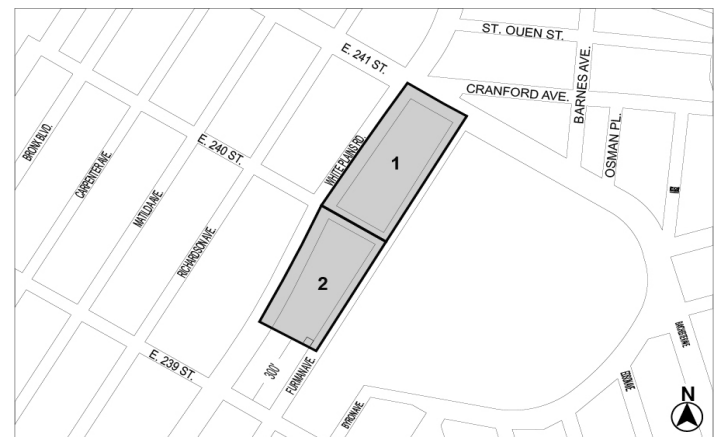 ST. OUEN ST.
E. 241 ST.
CRANFORD AVE.
BARNES AVE.
OSMAN PL.
BRONX BLVD.
CARPENTER AVE.
MATILDA AVE.
E. 240 ST.
RICHARDSON AVE.
WHITE PLAINS RD.
1
2
E. 239 ST.
300'
FURMAN AVE.
BYRON AVE.
N